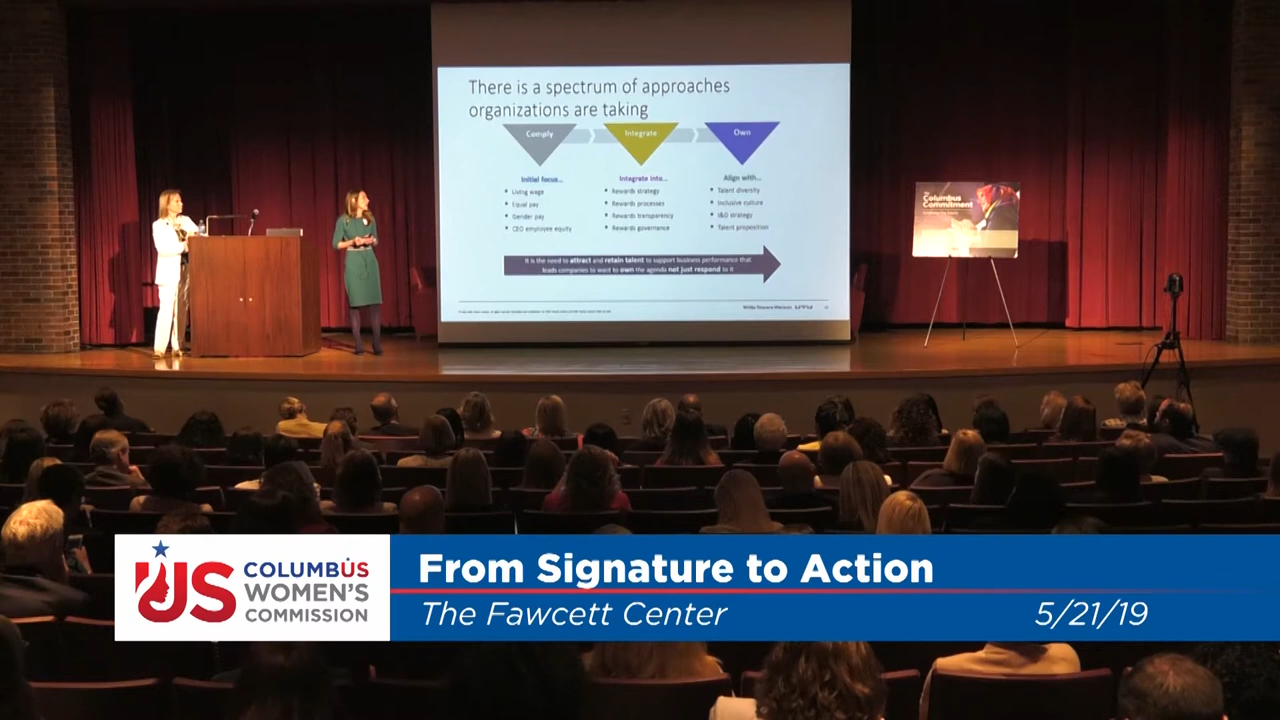 There is a spectrum of approaches
organizations are taking
Comply
Integrate
Own
Initial focus...
• Living wage
• Equal pay
• Gender pay
• CEO employee equity
Integrate into...
• Rewards strategy
• Rewards processes
• Rewards transparency
• Rewards governance
Align with...
• Talent diversity
• Inclusive culture
• I&D strategy
• Talent proposition
It is the need to attract and retain talent to support business performance that
leads companies to want to own the agenda not just respond to it
Willis Towers Watson
The
Columbus
Commitment
US
COLUMBUS
WOMEN'S
COMMISSION
From Signature to Action
The Fawcett Center
5/21/19